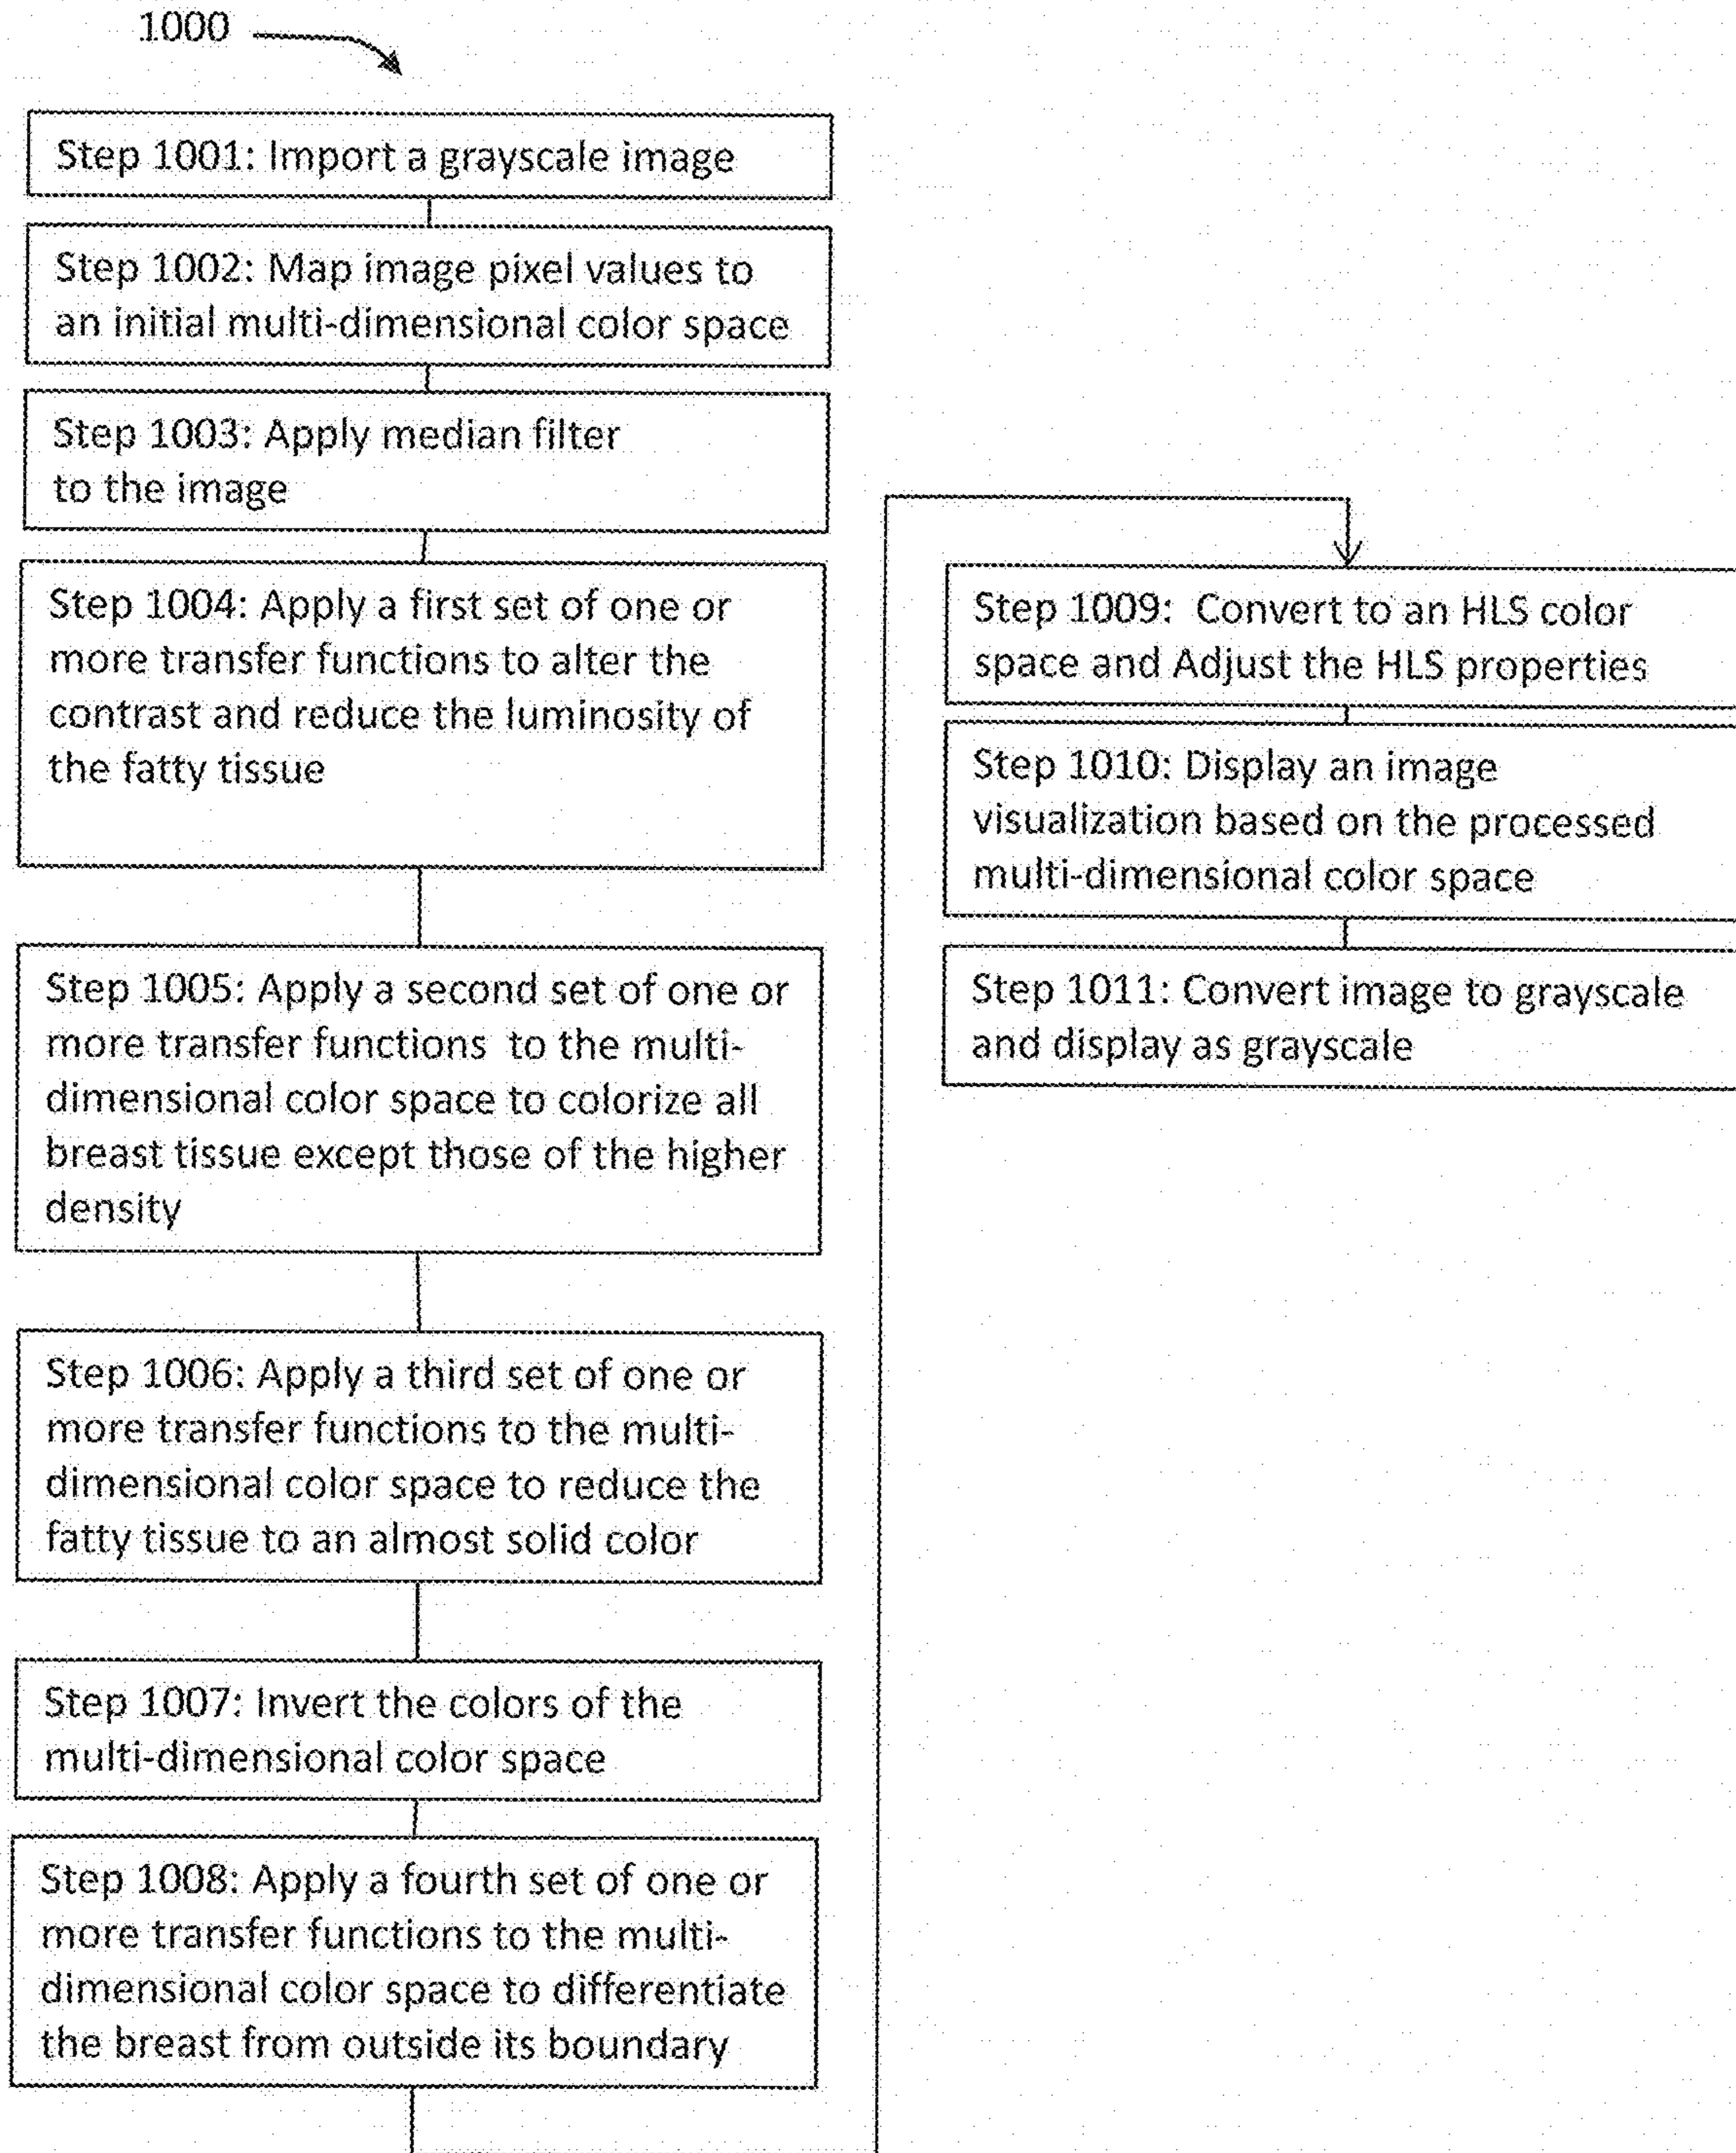 1000
Step 1001: Import a grayscale image
Step 1002: Map image pixel values to
an initial multi-dimensional color space
Step 1003: Apply median filter
to the image
Step 1004: Apply a first set of one or
more transfer functions to alter the
contrast and reduce the luminosity of
the fatty tissue
Step 1005: Apply a second set of one or
more transfer functions to the multi-
dimensional color space to colorize all
breast tissue except those of the higher
density
Step 1006: Apply a third set of one or
more transfer functions to the multi-
dimensional color space to reduce the
fatty tissue to an almost solid color
Step 1007: Invert the colors of the
multi-dimensional color space
Step 1008: Apply a fourth set of one or
more transfer functions to the multi-
dimensional color space to differentiate
the breast from outside its boundary
Step 1009: Convert to an HLS color
space and Adjust the HLS properties
Step 1010: Display an image
visualization based on the processed
multi-dimensional color space
Step 1011: Convert image to grayscale
and display as grayscale